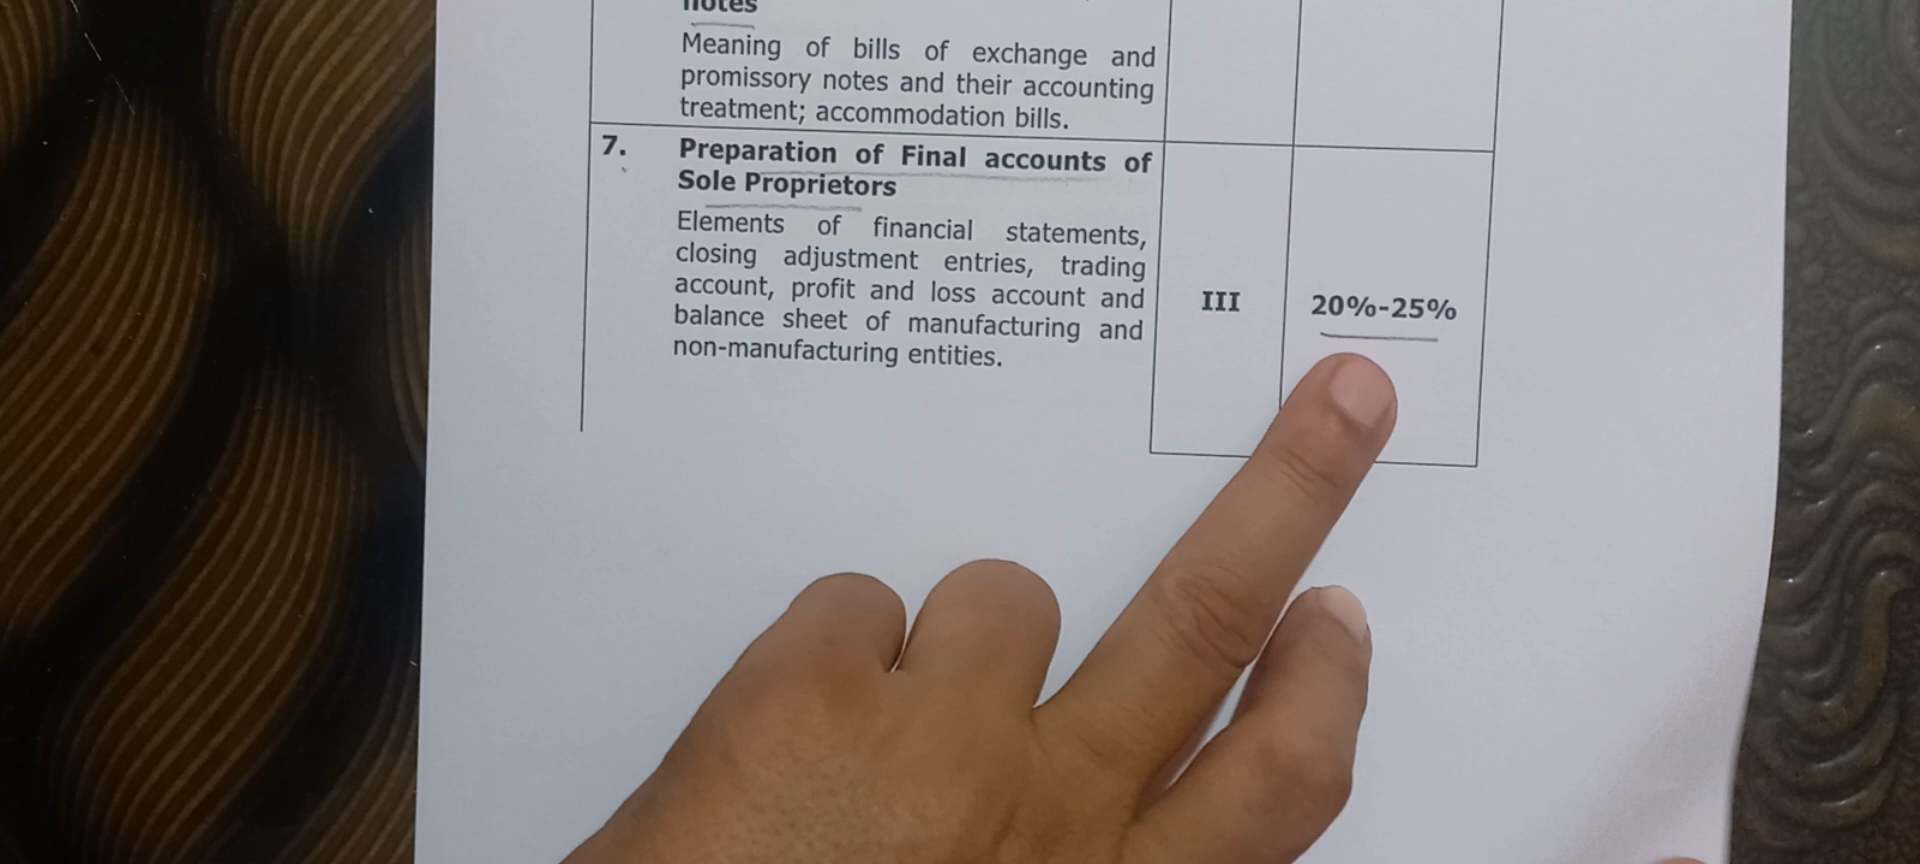 notes
Meaning of bills of exchange and
promissory notes and their accounting
treatment; accommodation bills.
7. Preparation of Final accounts of
Sole Proprietors
Elements of financial statements,
closing adjustment entries, trading
account, profit and loss account and
balance sheet of manufacturing and
non-manufacturing entities.
III
20%-25%